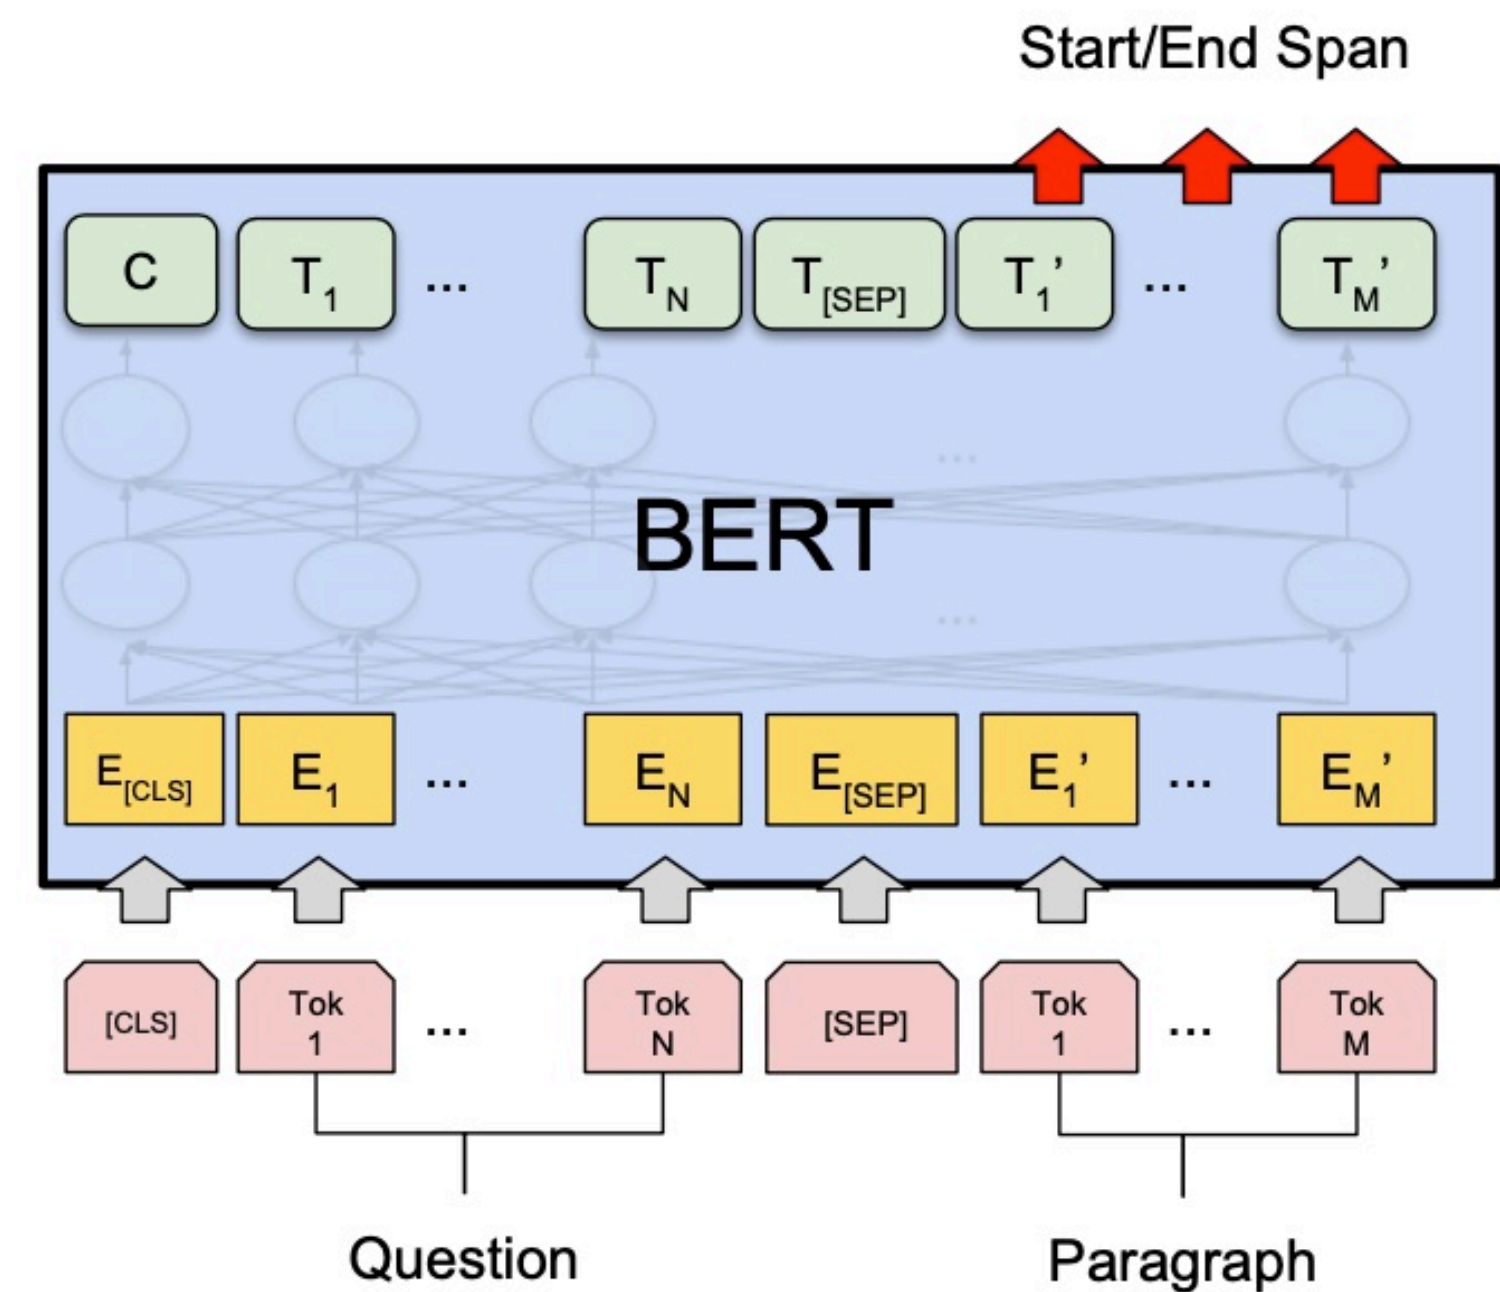 Start/End Span
C T1 ... TN T[SEP] T1’ ... TM’
...
BERT
...
E[CLS] E1 ... EN E[SEP] E1’ ... EM’
[CLS] Tok 1 ... Tok N [SEP] Tok 1 ... Tok M
Question Paragraph